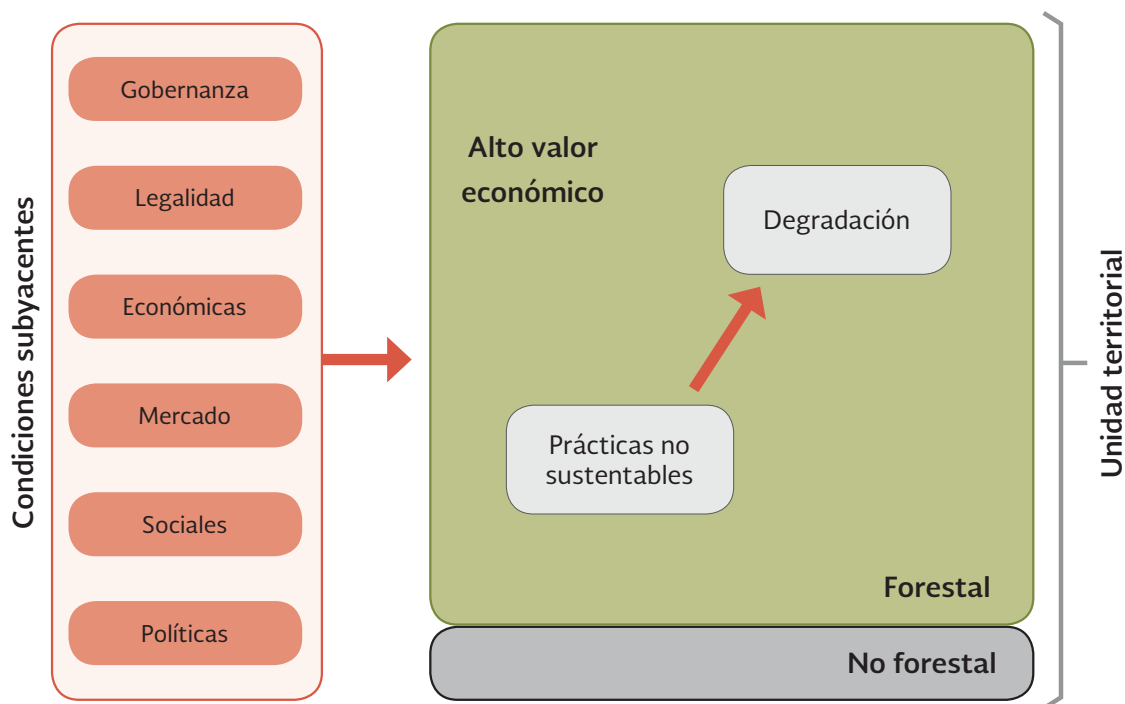 Condiciones subyacentes
Gobernanza
Legalidad
Económicas
Mercado
Sociales
Políticas
Alto valor
económico
Degradación
Prácticas no
sustentables
Forestal
No forestal
Unidad territorial